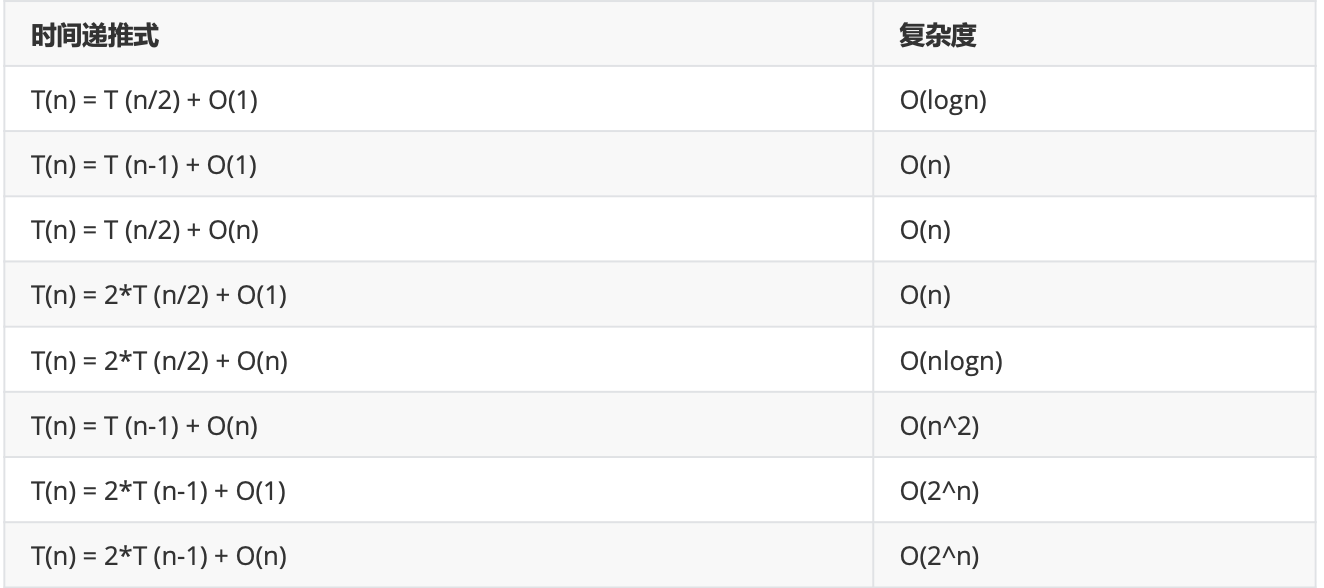 时间递推式 复杂度
T(n) = T (n/2) + O(1) O(logn)
T(n) = T (n-1) + O(1) O(n)
T(n) = T (n/2) + O(n) O(n)
T(n) = 2*T (n/2) + O(1) O(n)
T(n) = 2*T (n/2) + O(n) O(nlogn)
T(n) = T (n-1) + O(n) O(n^2)
T(n) = 2*T (n-1) + O(1) O(2^n)
T(n) = 2*T (n-1) + O(n) O(2^n)